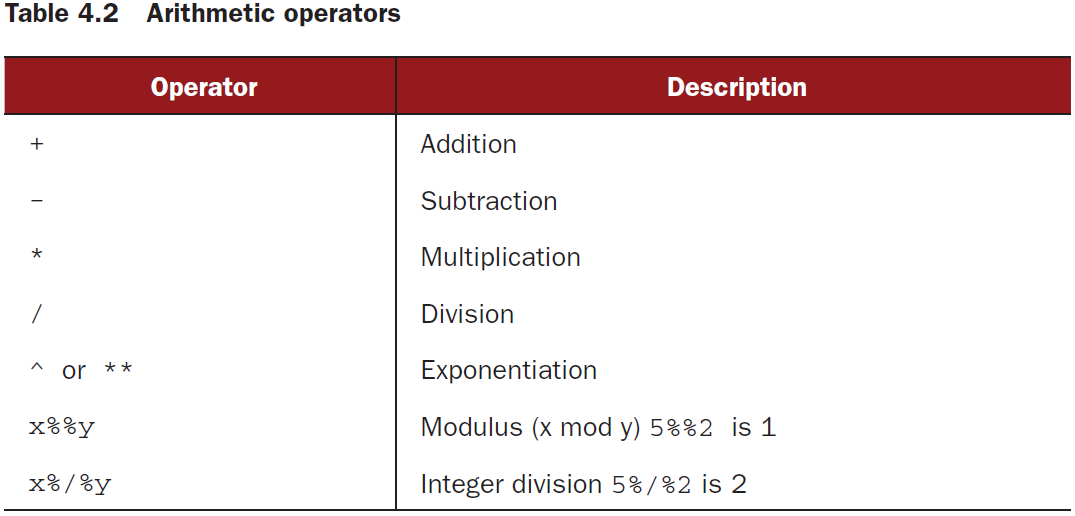 Table 4.2 Arithmetic operators
Operator Description
+ Addition
– Subtraction
* Multiplication
/ Division
^ or ** Exponentiation
x%%y Modulus (x mod y) 5%%2 is 1
x%/%y Integer division 5%/%2 is 2